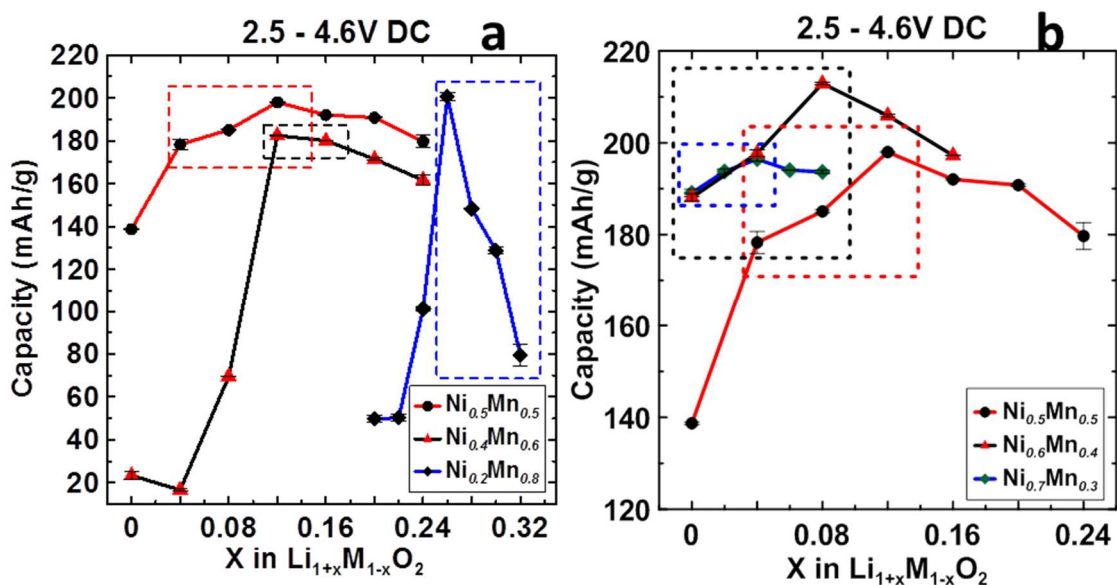 2.5 - 4.6V DC
a
Capacity (mAh/g)
220
200
180
160
140
120
100
80
60
40
20
0
0.08
0.16
0.24
0.32
X in Li1+xM1-xO2
Ni0.5Mn0.5
Ni0.4Mn0.6
Ni0.2Mn0.8
2.5 - 4.6V DC
b
Capacity (mAh/g)
220
200
180
160
140
120
0
0.08
0.16
0.24
X in Li1+xM1-xO2
Ni0.5Mn0.5
Ni0.6Mn0.4
Ni0.7Mn0.3